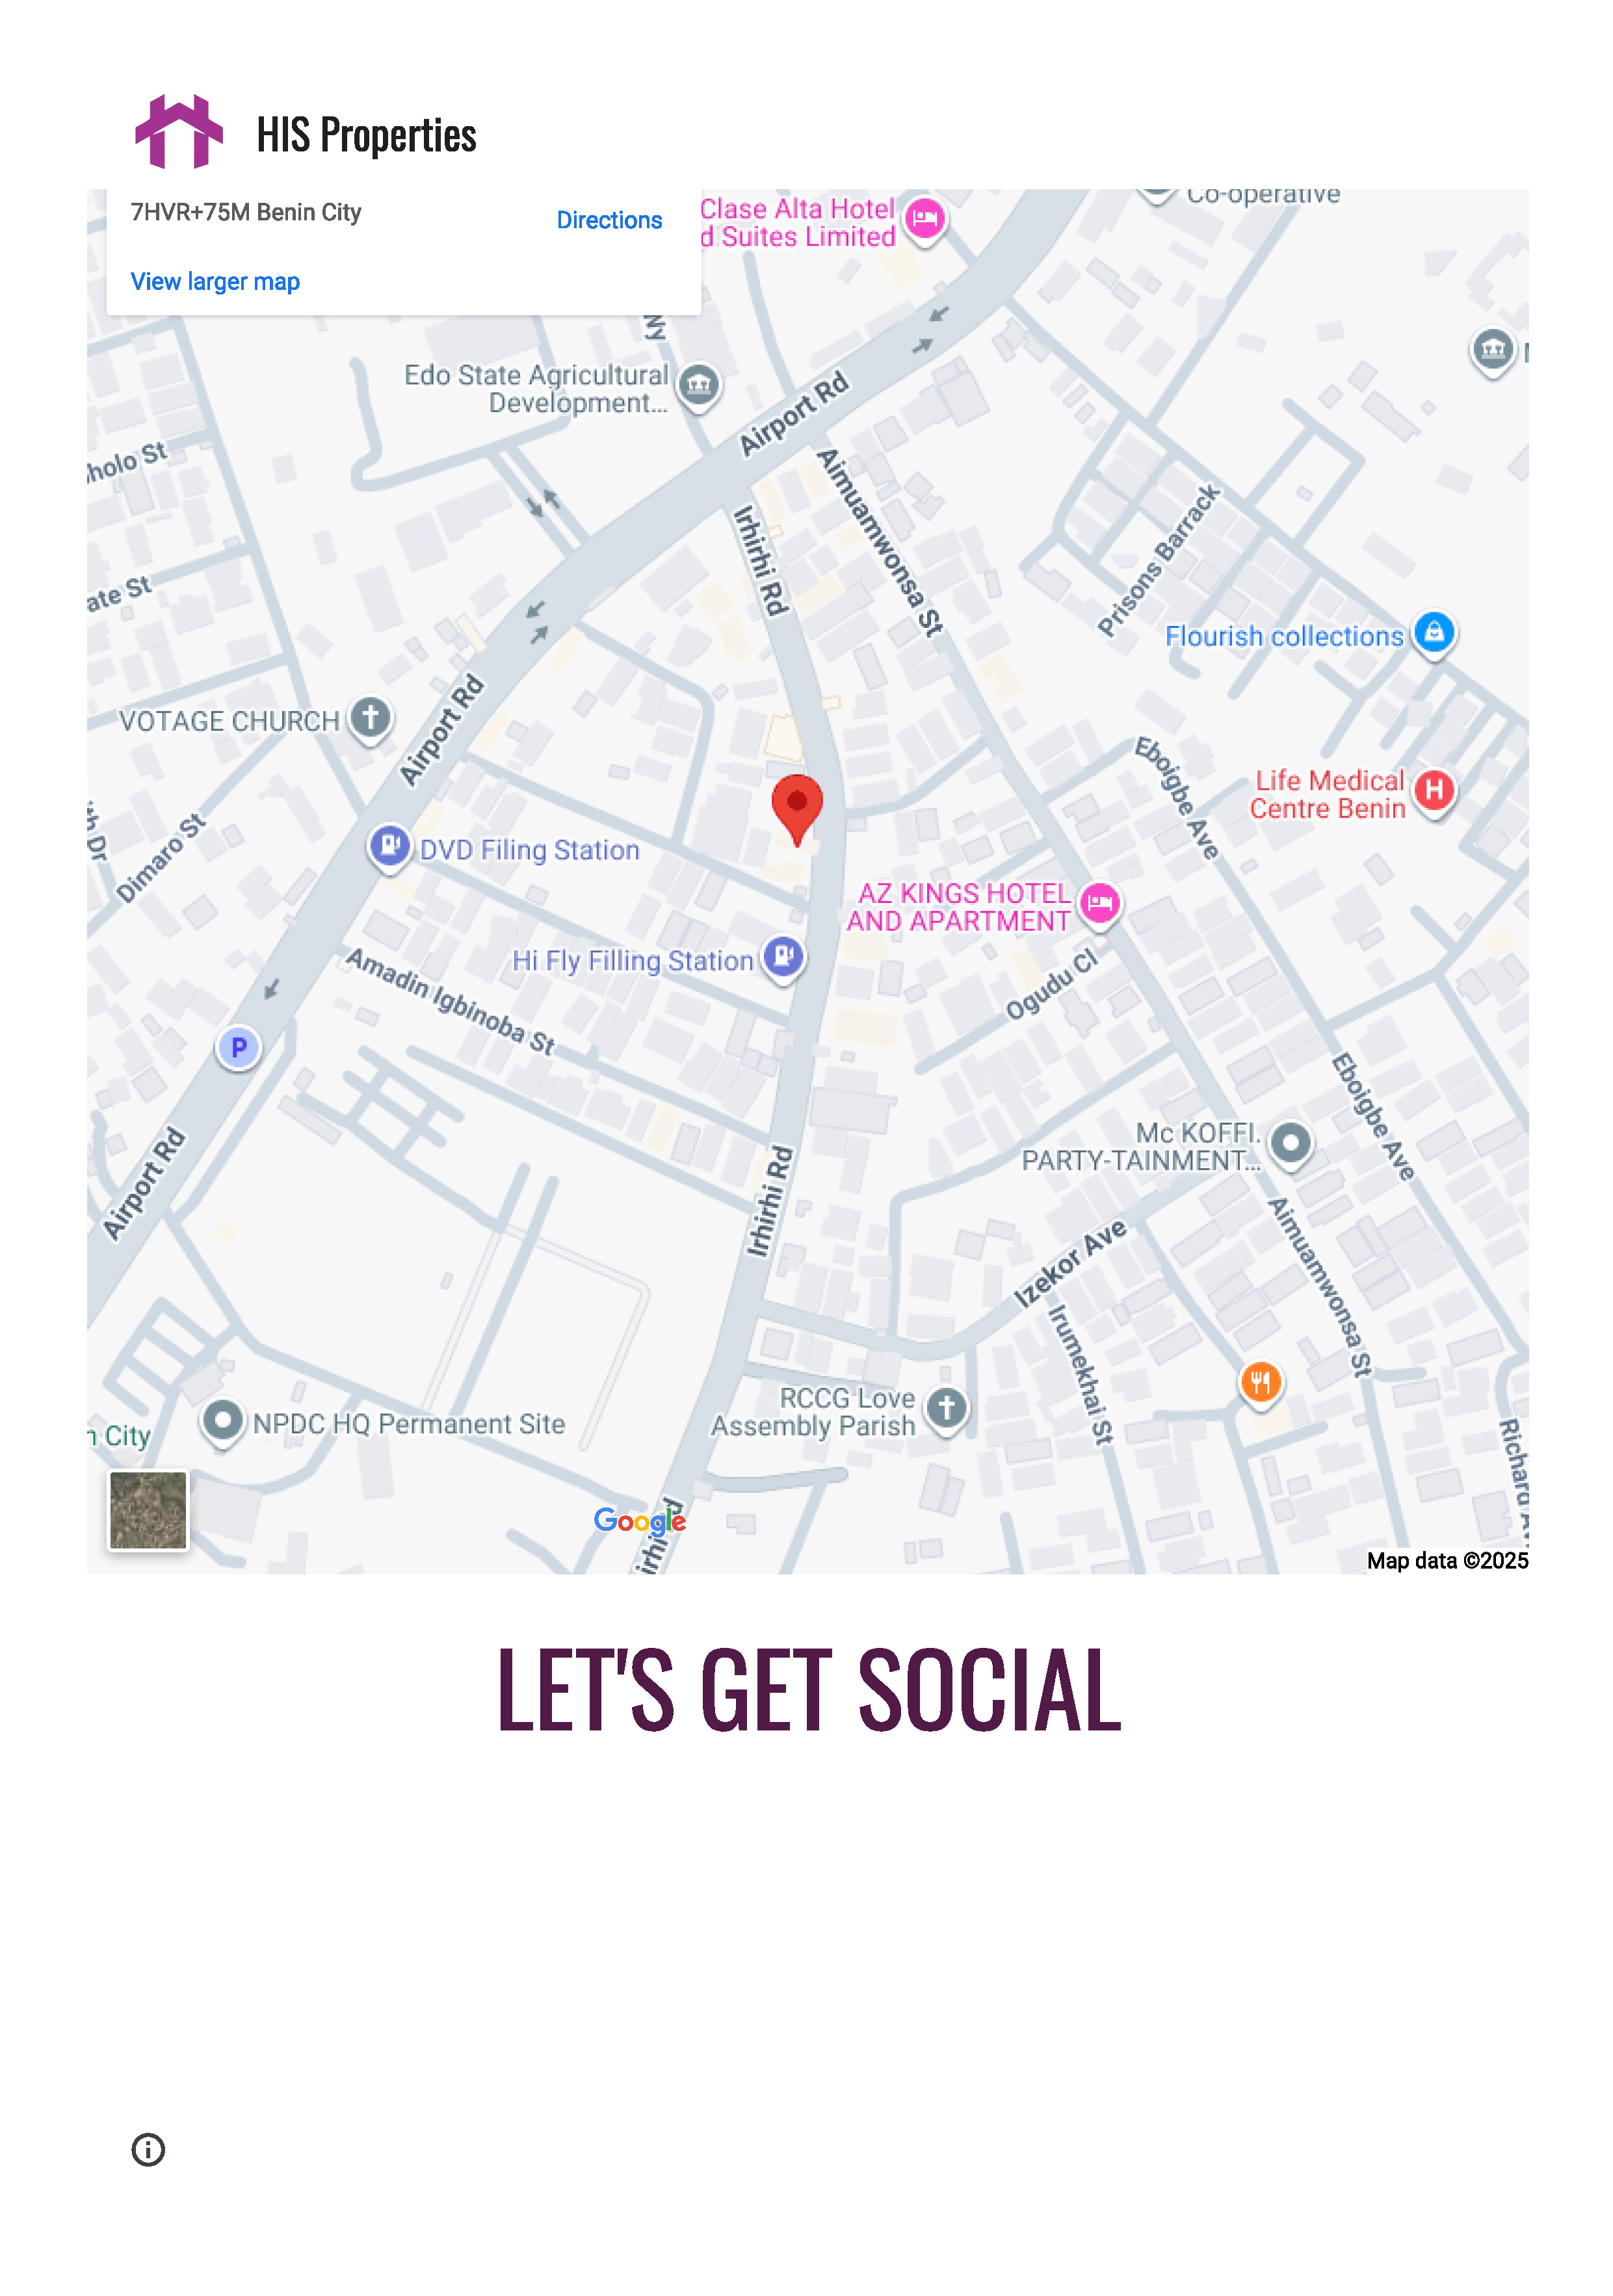 HIS Properties
7HVR+75M Benin City
Directions
View larger map
Clase Alta Hotel
d Suites Limited
Co-operative
Edo State Agricultural
Development...
Airport Rd
holo St
Irhirhi Rd
Aimuamwonsa St
Prisons Barrack
ate St
Flourish collections
VOTAGE CHURCH
Airport Rd
Eboigbe Ave
Life Medical
Centre Benin
H
th Dr
Dimaro St
DVD Filing Station
AZ KINGS HOTEL
AND APARTMENT
Hi Fly Filling Station
Amadin Igbinoba St
Ogudu Cl
P
Eboigbe Ave
Mc KOFFI.
PARTY-TAINMENT...
Airport Rd
Irhirhi Rd
Izekor Ave
Aimuamwonsa St
Irumekhai St
RCCG Love
Assembly Parish
n City
NPDC HQ Permanent Site
Richard
Google
Map data ©2025
LET'S GET SOCIAL